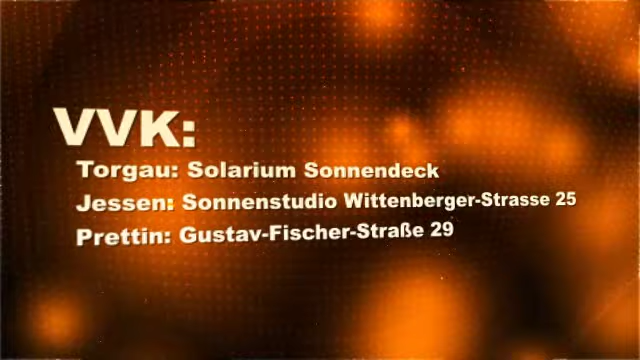 VVK:
Torgau: Solarium Sonnendeck
Jessen: Sonnenstudio Wittenberger-Strasse 25
Prettin: Gustav-Fischer-Straße 29